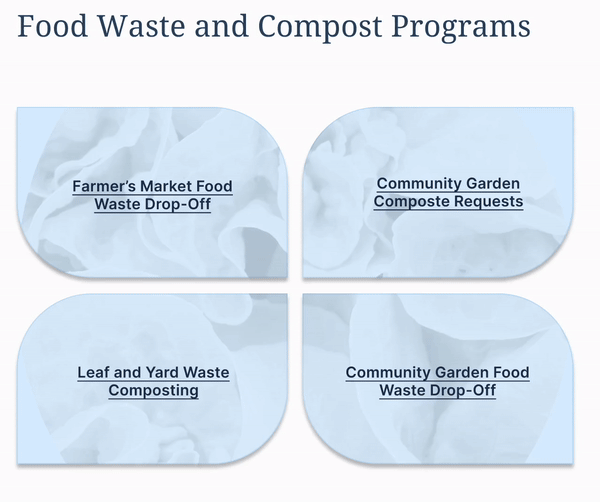 Food Waste and Compost Programs
Farmer’s Market Food
Waste Drop-Off
Community Garden
Composte Requests
Leaf and Yard Waste
Composting
Community Garden Food
Waste Drop-Off